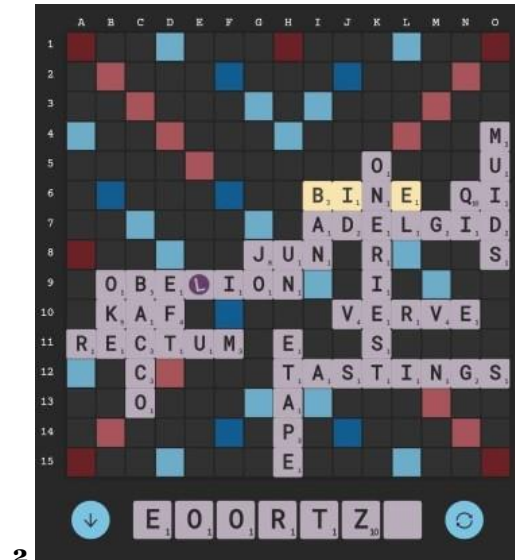 A B C D E F G H I J K L M N O
1
2
3
4 M
5 O U
6 B I N E Q I
7 A D E L G I D
8 J U N R S
9 O B E L I O N I
10 K A F V E R V E
11 R E C T U M E S
12 C T A S T I N G S
13 O A
14 P
15 E
E O O R T Z
2